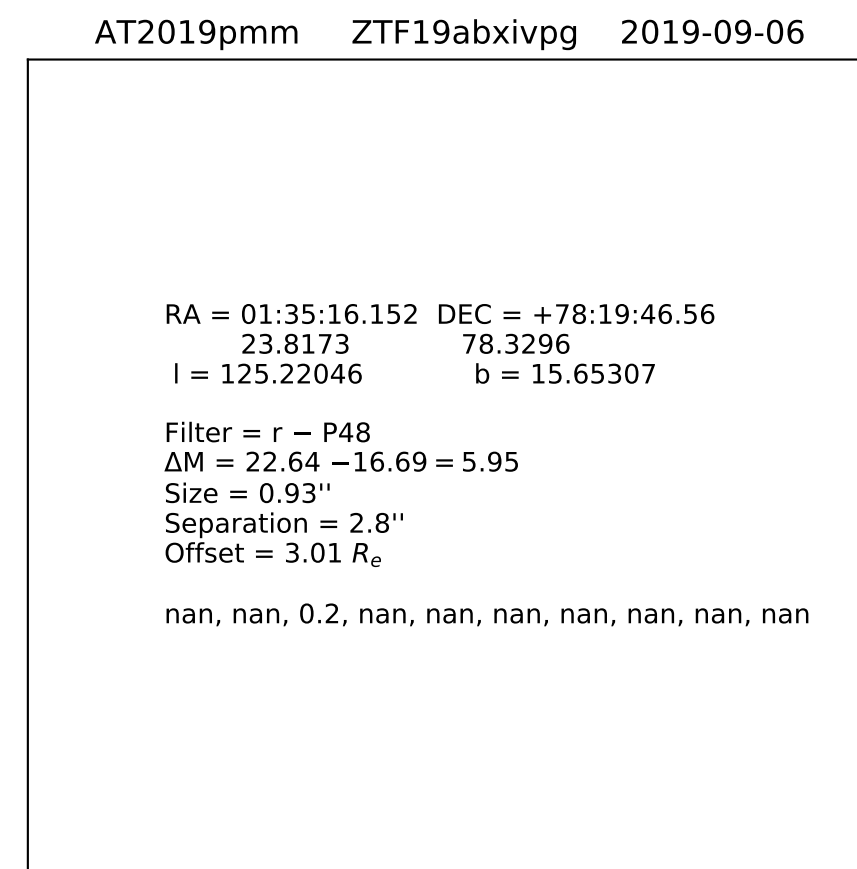 AT2019pmm ZTF19abxivpg 2019-09-06
RA = 01:35:16.152 DEC = +78:19:46.56
23.8173 78.3296
l = 125.22046 b = 15.65307
Filter = r − P48
ΔM = 22.64 −16.69 = 5.95
Size = 0.93''
Separation = 2.8''
Offset = 3.01 Re
nan, nan, 0.2, nan, nan, nan, nan, nan, nan, nan